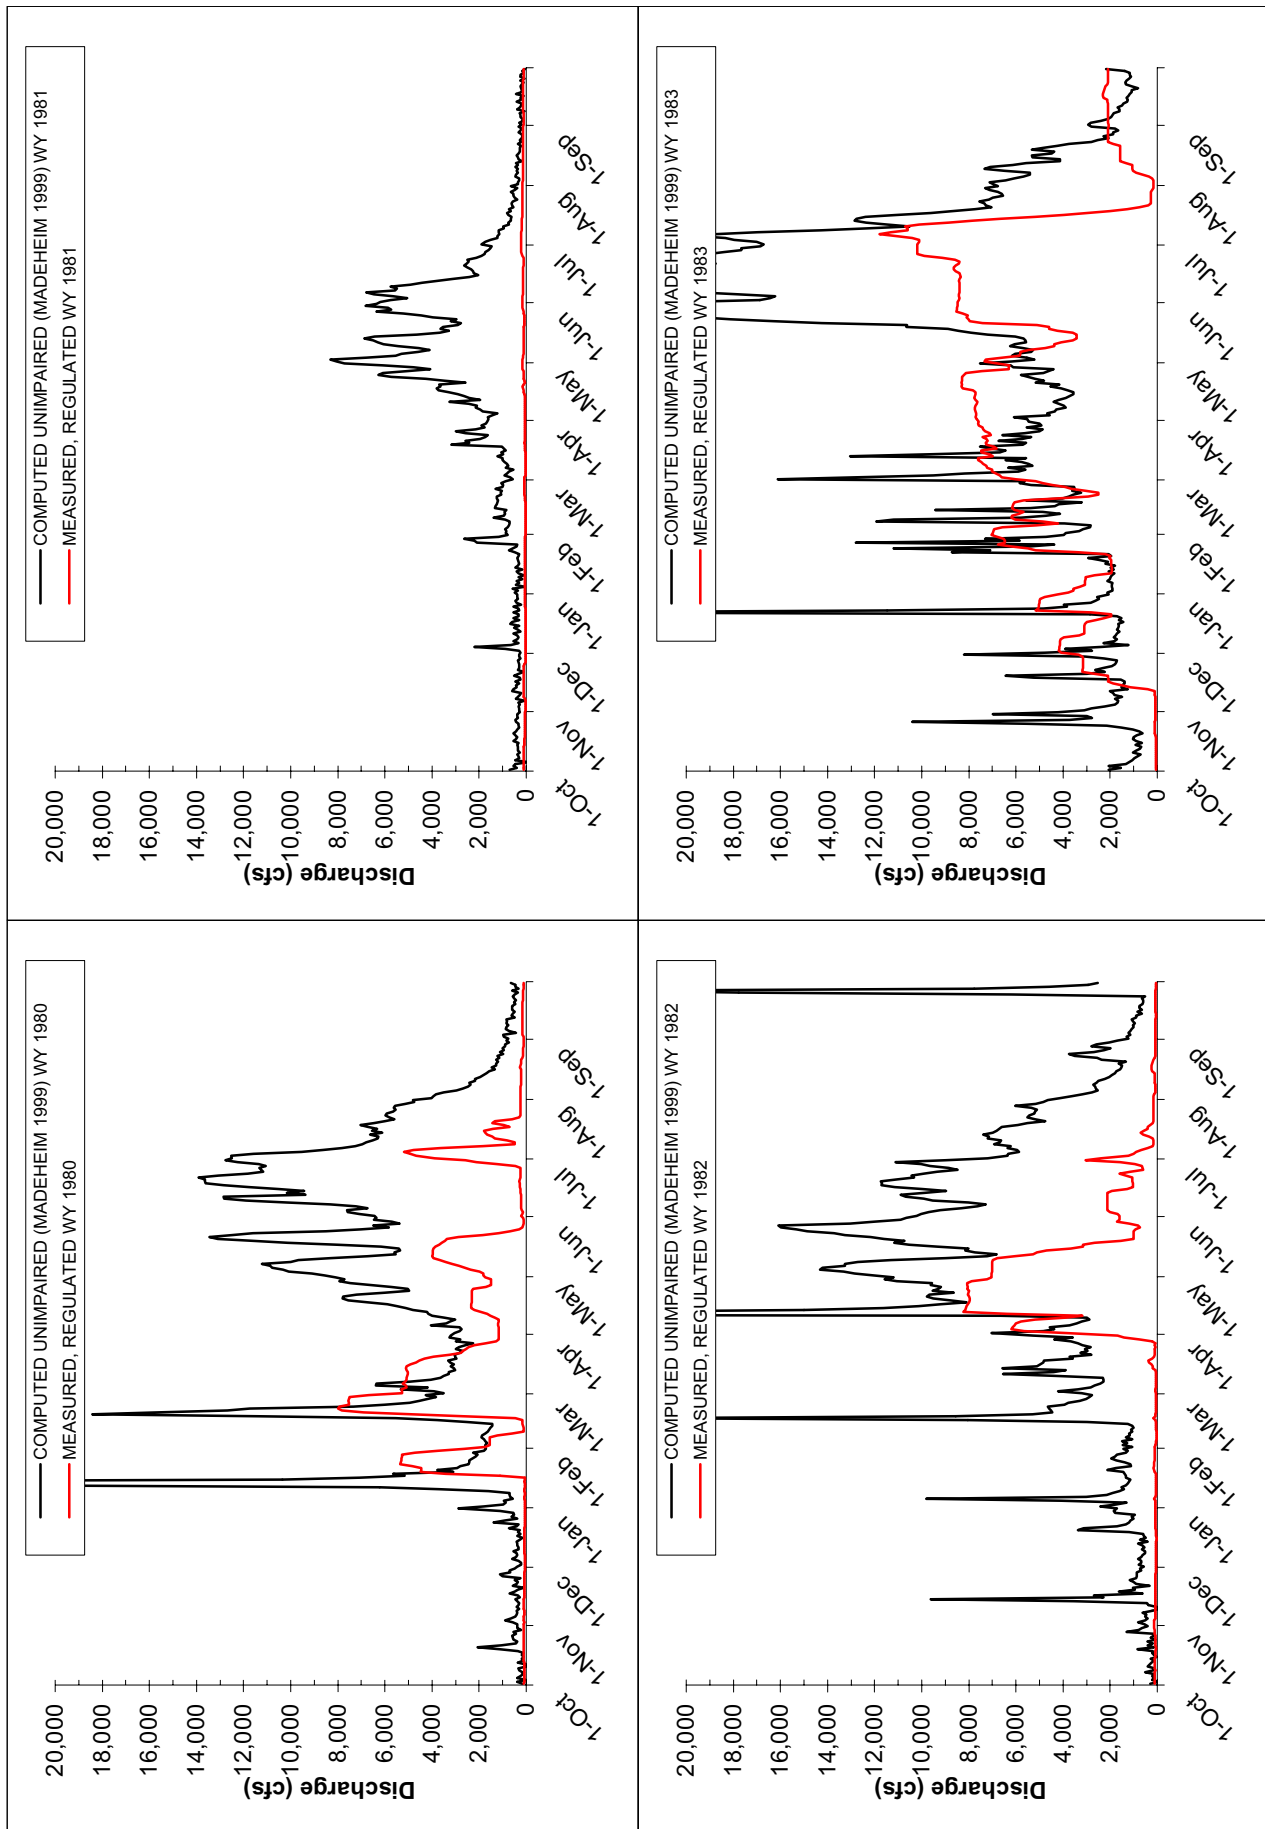 COMPUTED UNIMPAIRED (MADEHEIM 1999) WY 1980
MEASURED, REGULATED WY 1980
20,000
18,000
16,000
14,000
12,000
10,000
8,000
6,000
4,000
2,000
0
Discharge (cfs)
1-Oct
1-Nov
1-Dec
1-Jan
1-Feb
1-Mar
1-Apr
1-May
1-Jun
1-Jul
1-Aug
1-Sep
COMPUTED UNIMPAIRED (MADEHEIM 1999) WY 1981
MEASURED, REGULATED WY 1981
20,000
18,000
16,000
14,000
12,000
10,000
8,000
6,000
4,000
2,000
0
Discharge (cfs)
1-Oct
1-Nov
1-Dec
1-Jan
1-Feb
1-Mar
1-Apr
1-May
1-Jun
1-Jul
1-Aug
1-Sep
COMPUTED UNIMPAIRED (MADEHEIM 1999) WY 1982
MEASURED, REGULATED WY 1982
20,000
18,000
16,000
14,000
12,000
10,000
8,000
6,000
4,000
2,000
0
Discharge (cfs)
1-Oct
1-Nov
1-Dec
1-Jan
1-Feb
1-Mar
1-Apr
1-May
1-Jun
1-Jul
1-Aug
1-Sep
COMPUTED UNIMPAIRED (MADEHEIM 1999) WY 1983
MEASURED, REGULATED WY 1983
20,000
18,000
16,000
14,000
12,000
10,000
8,000
6,000
4,000
2,000
0
Discharge (cfs)
1-Oct
1-Nov
1-Dec
1-Jan
1-Feb
1-Mar
1-Apr
1-May
1-Jun
1-Jul
1-Aug
1-Sep